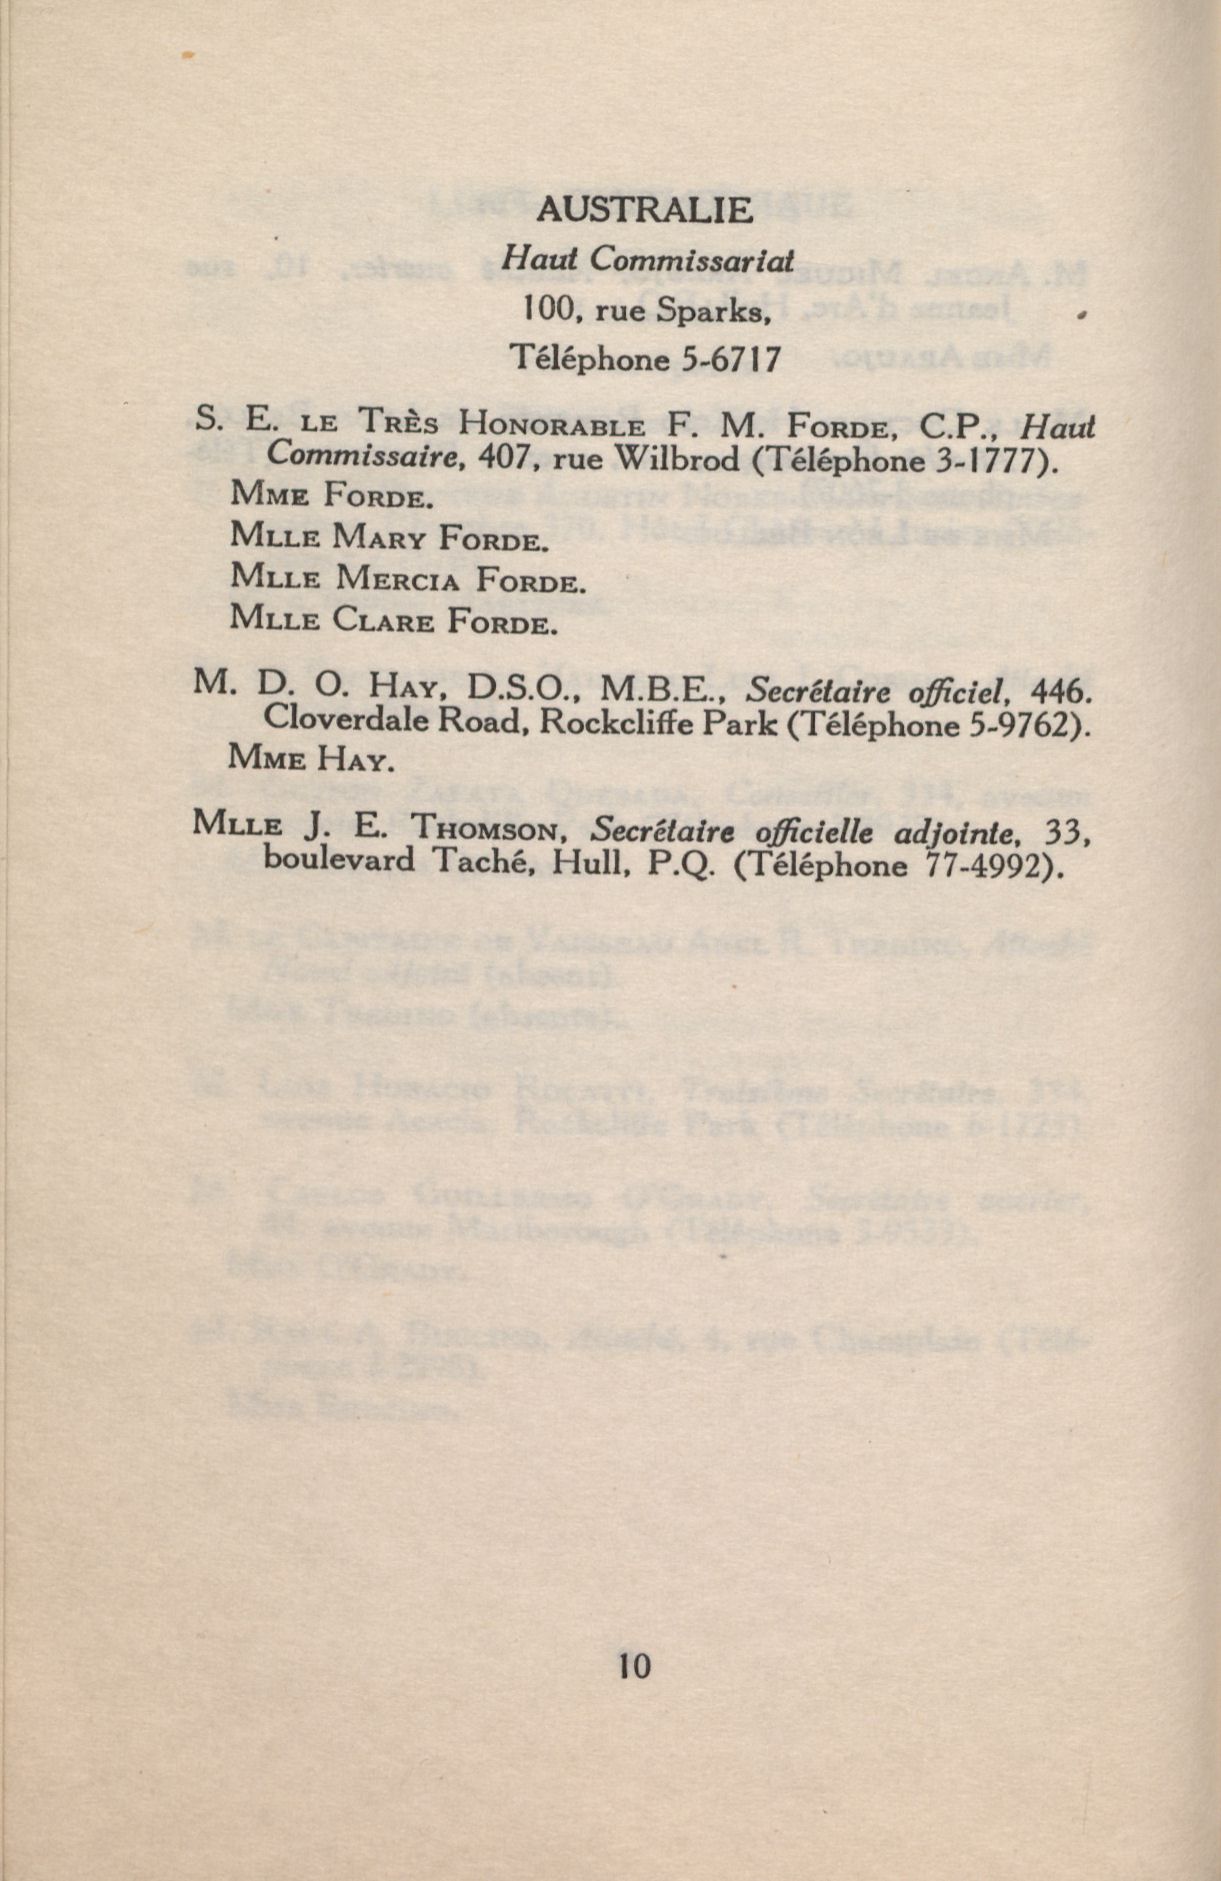 AUSTRALIE
Haut Commissariat
100, rue Sparks,
Téléphone 5-6717
S. E. LE TRÈS HONORABLE F. M. FORDE, C.P., Haut
Commissaire, 407, rue Wilbrod (Téléphone 3-1777).
MME FORDE.
MLLE MARY FORDE.
MLLE MERCIA FORDE.
MLLE CLARE FORDE.
M. D. O. HAY, D.S.O., M.B.E., Secrétaire officiel, 446.
Cloverdale Road, Rockcliffe Park (Téléphone 5-9762).
MME HAY.
MLLE J. E. THOMSON, Secrétaire officielle adjointe, 33,
boulevard Taché, Hull, P.Q. (Téléphone 77-4992).
10